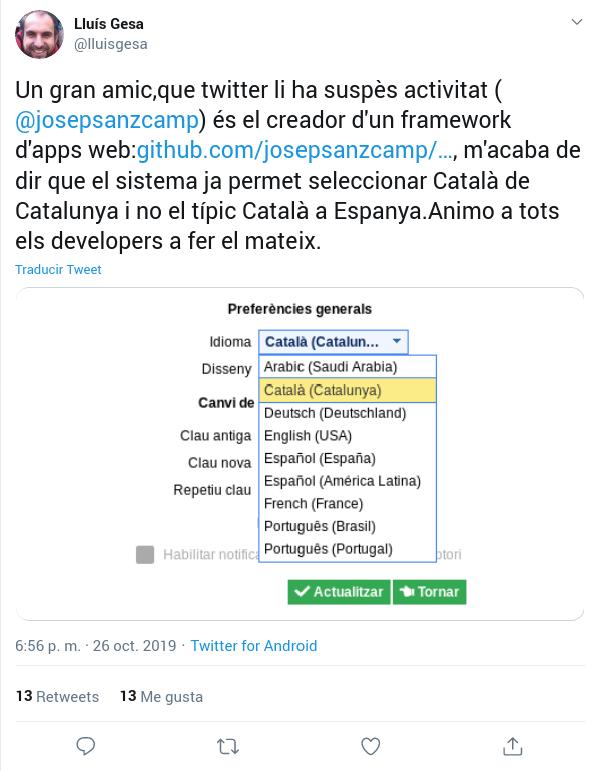 Lluís Gesa
@lluisgesa
Un gran amic,que twitter li ha suspès activitat (
@josepsanzcamp) és el creador d'un framework
d'apps web:github.com/josepsanzcamp/…, m'acaba de
dir que el sistema ja permet seleccionar Català de
Catalunya i no el típic Català a Espanya.Animo a tots
els developers a fer el mateix.
Traducir Tweet
Preferències generals
Idioma Català (Catalun...
Disseny Arabic (Saudi Arabia)
Català (Catalunya)
Canvi de Deutsch (Deutschland)
Clau antiga English (USA)
Clau nova Español (España)
Repetiu clau Español (América Latina)
French (France)
Português (Brasil)
Habilitar notifica Português (Portugal)
Actualitzar Tornar
6:56 p. m. · 26 oct. 2019 · Twitter for Android
13 Retweets 13 Me gusta